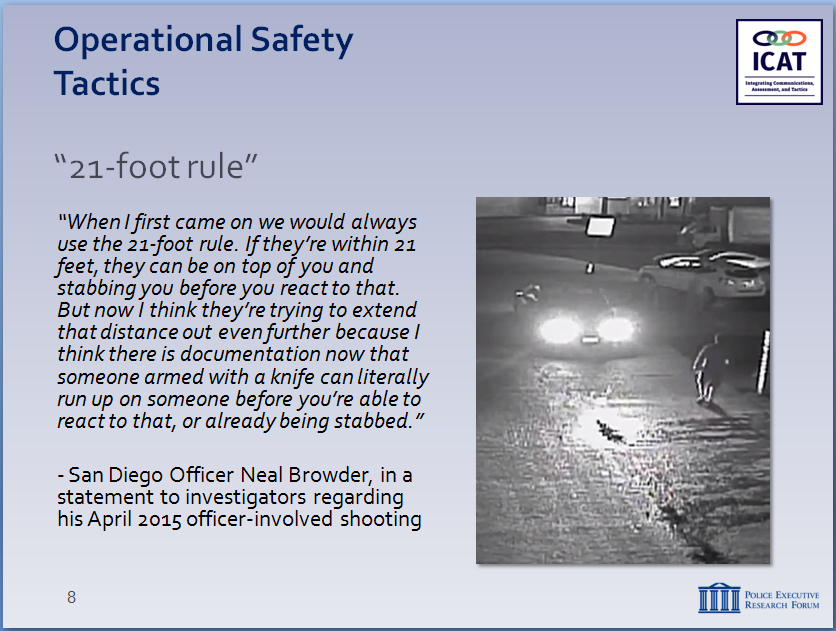 Operational Safety
Tactics
ICAT
Integrating Communications,
Assessment, and Tactics
“21-foot rule”
“When I first came on we would always
use the 21-foot rule. If they’re within 21
feet, they can be on top of you and
stabbing you before you react to that.
But now I think they’re trying to extend
that distance out even further because I
think there is documentation now that
someone armed with a knife can literally
run up on someone before you’re able to
react to that, or already being stabbed.”
- San Diego Officer Neal Browder, in a
statement to investigators regarding
his April 2015 officer-involved shooting
8
POLICE EXECUTIVE
RESEARCH FORUM